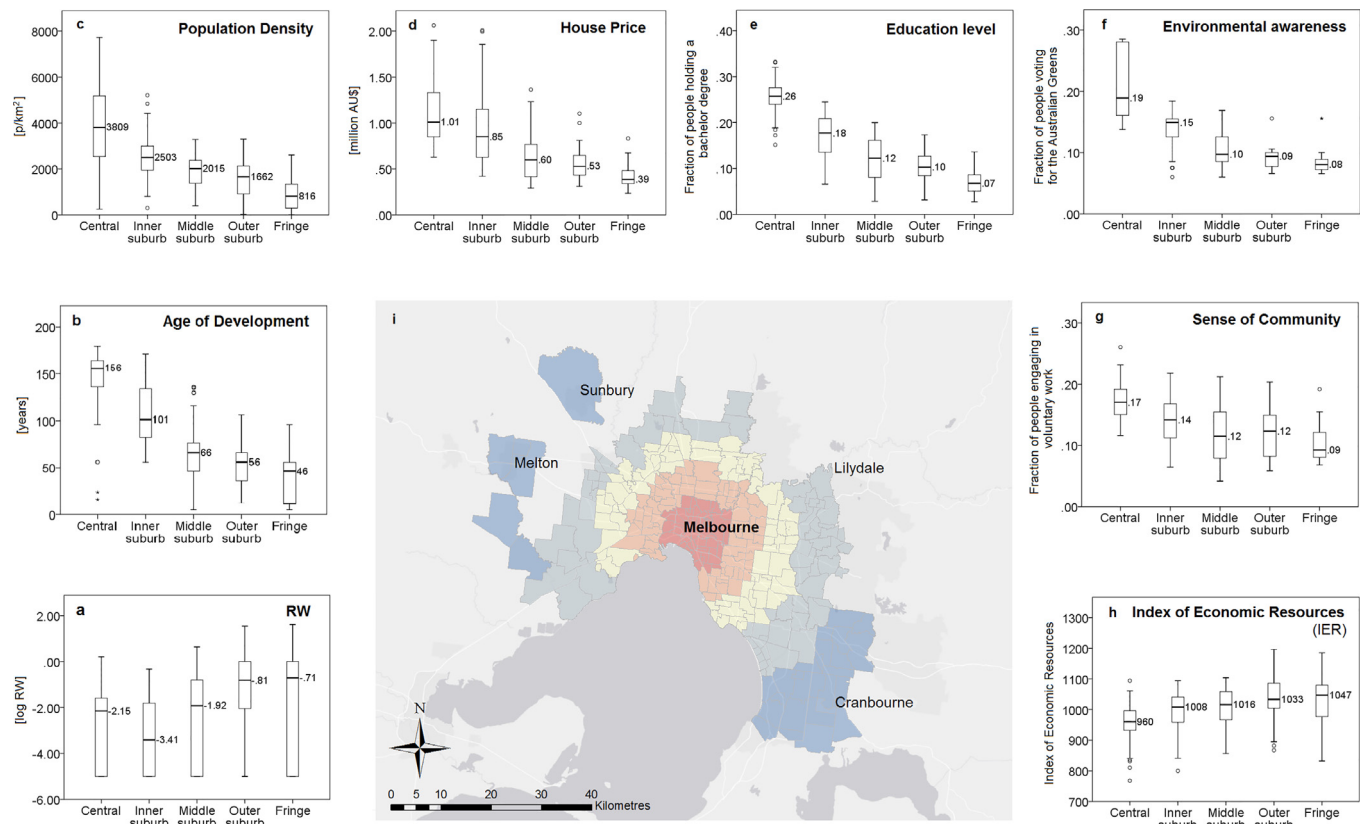 c
Population Density
[p/km²]
8000
6000
4000
2000
0
3809
2503
2015
1662
816
Central
Inner suburb
Middle suburb
Outer suburb
Fringe
d
House Price
[million AU$]
2.00
1.50
1.00
.50
.00
1.01
.85
.60
.53
.39
Central
Inner suburb
Middle suburb
Outer suburb
Fringe
e
Education level
Fraction of people holding a
bachelor degree
.40
.30
.20
.10
.00
.26
.18
.12
.10
.07
Central
Inner suburb
Middle suburb
Outer suburb
Fringe
f
Environmental awareness
Fraction of people voting
for the Australian Greens
.30
.20
.10
.00
.19
.15
.10
.09
.08
Central
Inner suburb
Middle suburb
Outer suburb
Fringe
b
Age of Development
[years]
200
150
100
50
0
156
101
66
56
46
Central
Inner suburb
Middle suburb
Outer suburb
Fringe
i
Sunbury
Melton
Lilydale
Melbourne
Cranbourne
N
0 5 10 20 30 40
Kilometres
g
Sense of Community
Fraction of people engaging in
voluntary work
.30
.20
.10
.00
.17
.14
.12
.12
.09
Central
Inner suburb
Middle suburb
Outer suburb
Fringe
a
RW
[log RW]
2.00
.00
-2.00
-4.00
-6.00
-2.15
-3.41
-1.92
-.81
-.71
Central
Inner suburb
Middle suburb
Outer suburb
Fringe
h
Index of Economic Resources
(IER)
Index of Economic Resources
1300
1200
1100
1000
900
800
700
960
1008
1016
1033
1047
Central
Inner suburb
Middle suburb
Outer suburb
Fringe